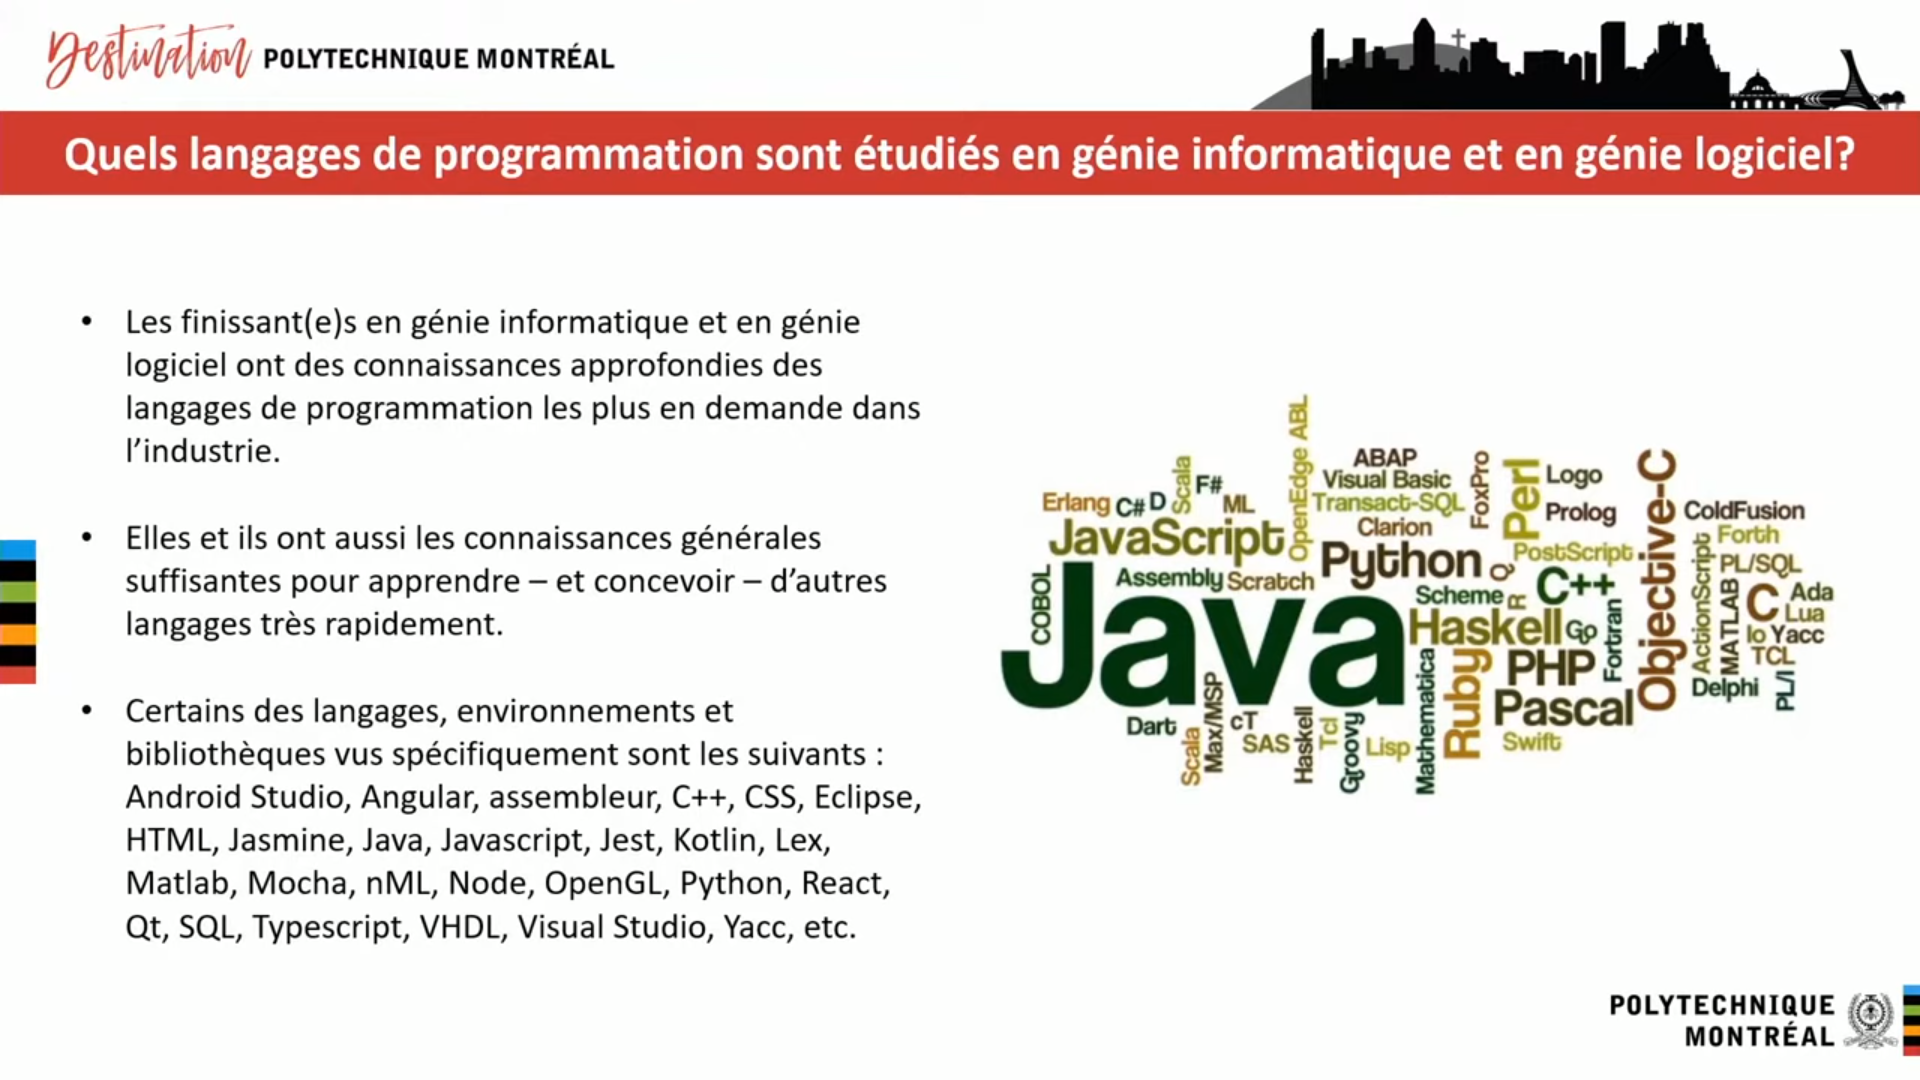 Destination POLYTECHNIQUE MONTRÉAL
Quels langages de programmation sont étudiés en génie informatique et en génie logiciel?
• Les finissant(e)s en génie informatique et en génie
logiciel ont des connaissances approfondies des
langages de programmation les plus en demande dans
l’industrie.
• Elles et ils ont aussi les connaissances générales
suffisantes pour apprendre – et concevoir – d’autres
langages très rapidement.
• Certains des langages, environnements et
bibliothèques vus spécifiquement sont les suivants :
Android Studio, Angular, assembleur, C++, CSS, Eclipse,
HTML, Jasmine, Java, Javascript, Jest, Kotlin, Lex,
Matlab, Mocha, nML, Node, OpenGL, Python, React,
Qt, SQL, Typescript, VHDL, Visual Studio, Yacc, etc.
Erlang
C#
D
Scala
F#
ML
OpenEdge ABL
ABAP
Visual Basic
Transact-SQL
Clarion
FoxPro
Perl
Logo
Prolog
Objective-C
ColdFusion
Forth
PL/SQL
JavaScript
Python
Q
PostScript
COBOL
Java
Assembly
Scratch
Scheme
R
C++
ActionScript
MATLAB
C
Ada
Lua
Io
Yacc
TCL
Haskell
Go
Fortran
Ruby
PHP
Pascal
Delphi
PL/I
Dart
Scala
Max/MSP
cT
SAS
Haskell
Tcl
Groovy
Lisp
Mathematica
Swift
POLYTECHNIQUE
MONTRÉAL